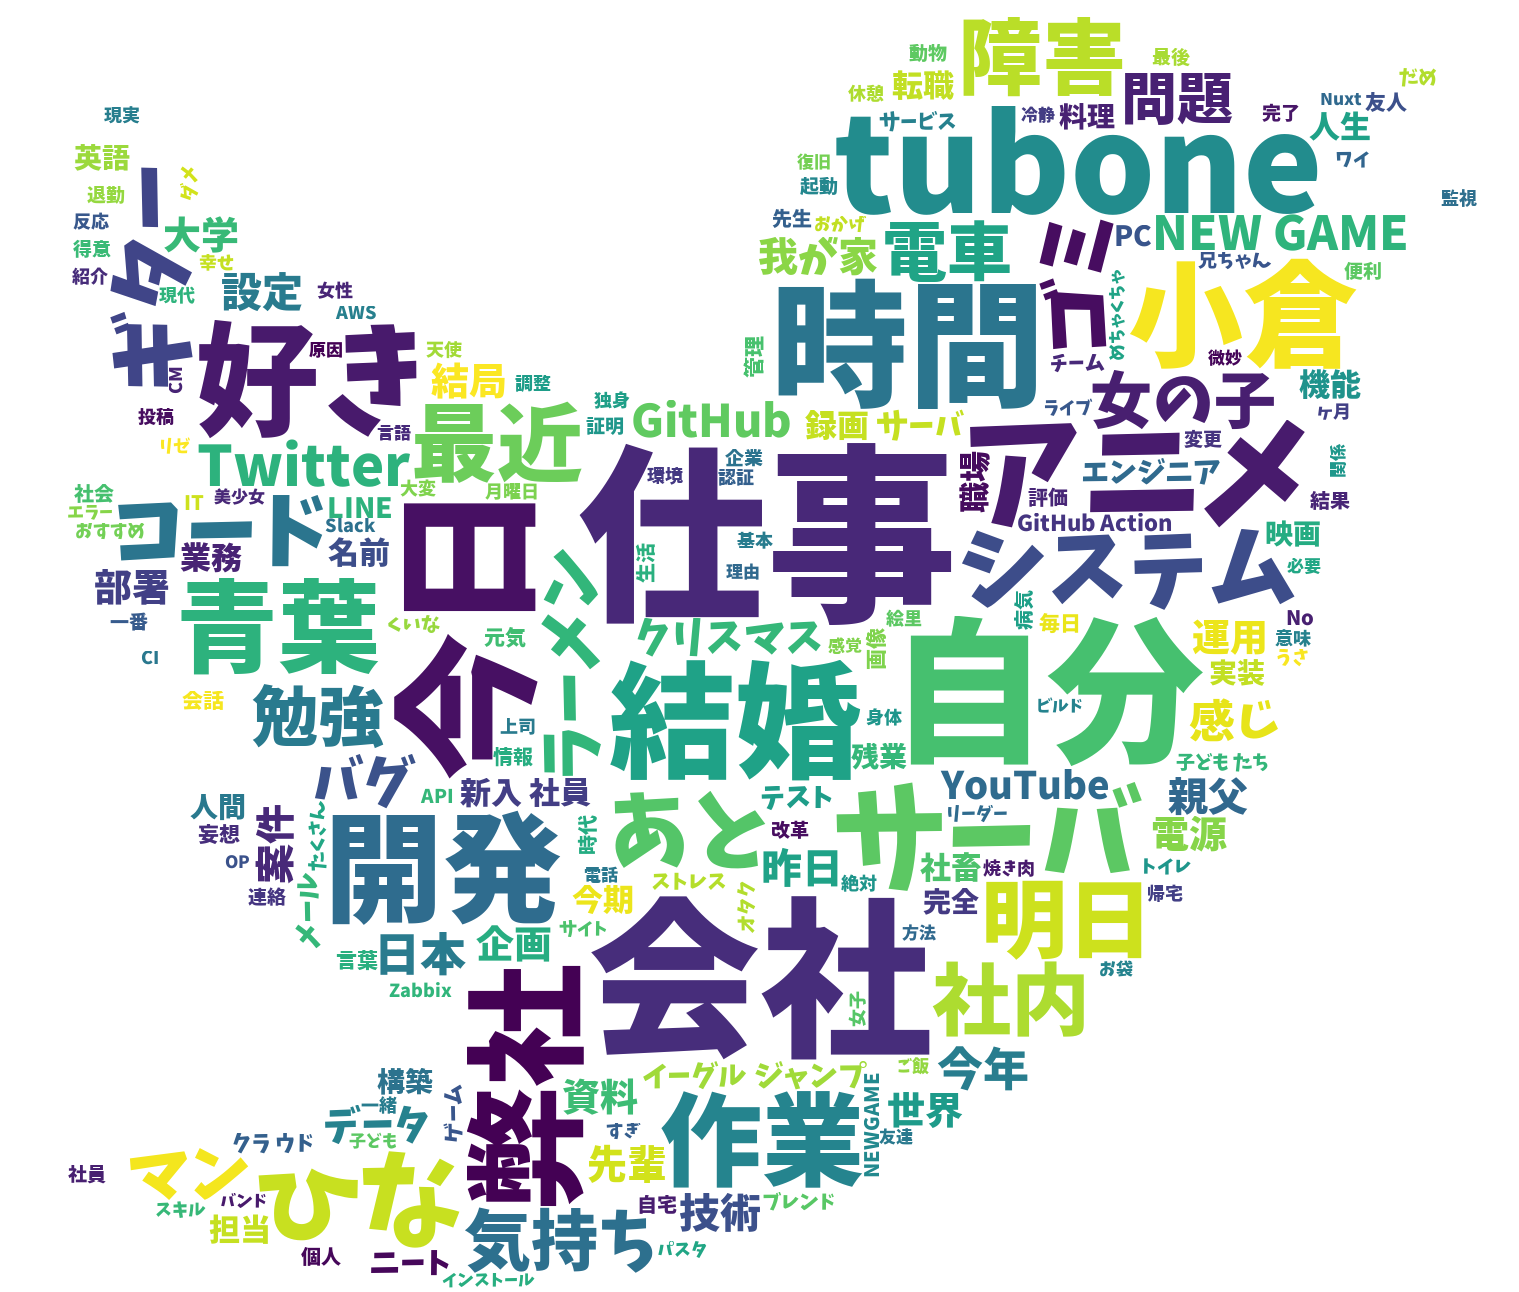 障害
動物
最後
転職
休憩
問題
だめ
Nuxt
友人
現実
サービス
冷静
料理
完了
人生
tubone
ワイ
英語
復旧
退勤
ダメ
起動
監視
反応
大学
先生
おかげ
PC
NEW GAME
得意
幸せ
我が家
電車
ミ
兄ちゃん
便利
紹介
現代
設定
女性
AWS
ギター
時間
ジロ
めちゃくちゃ
小倉
好き
原因
天使
管理
チーム
微妙
CM
結局
調整
女の子
機能
投稿
言語
最近
独身
証明
GitHub
録画
サーバ
ライブ
ヶ月
リゼ
Twitter
アニメ
変更
大変
月曜日
仕事
環境
企業
認証
職場
エンジニア
関係
社会
IT
美少女
LINE
エラー
おすすめ
コード
Slack
評価
結果
GitHub Action
業務
名前
今日
基本
映画
部署
生活
理由
システム
必要
青葉
ラーメン
一番
くいな
元気
クリスマス
感覚
画像
絵里
病気
毎日
No
運用
意味
CI
うさ
自分
実装
会話
勉強
上司
結婚
身体
ビルド
感じ
情報
残業
子どもたち
バグ
API
新入
社員
テスト
YouTube
親父
人間
妄想
案件
たくさん
開発
時代
あと
改革
サーバ
リーダー
電源
OP
昨日
社畜
焼き肉
トイレ
連絡
メール
電話
今期
ストレス
オタク
絶対
完全
明日
帰宅
言葉
日本
企画
サイト
会社
方法
お袋
Zabbix
弊社
女子
社内
構築
資料
イーグル
ジャンプ
ご飯
今年
一緒
データ
ゲーム
作業
NEWGAME
世界
クラウド
子ども
すぎ
友達
社員
マン
ひな
先輩
スキル
バンド
自宅
技術
ブレンド
担当
気持ち
個人
ニート
パスタ
インストール